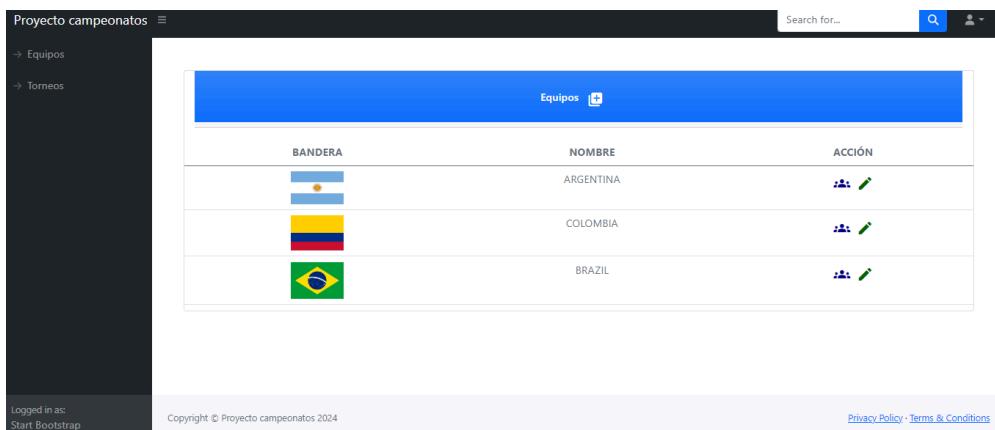 Proyecto campeonatos
Search for...
Equipos
Torneos
Equipos
BANDERA NOMBRE ACCIÓN
ARGENTINA
COLOMBIA
BRAZIL
Logged in as:
Start Bootstrap
Copyright © Proyecto campeonatos 2024
Privacy Policy · Terms & Conditions